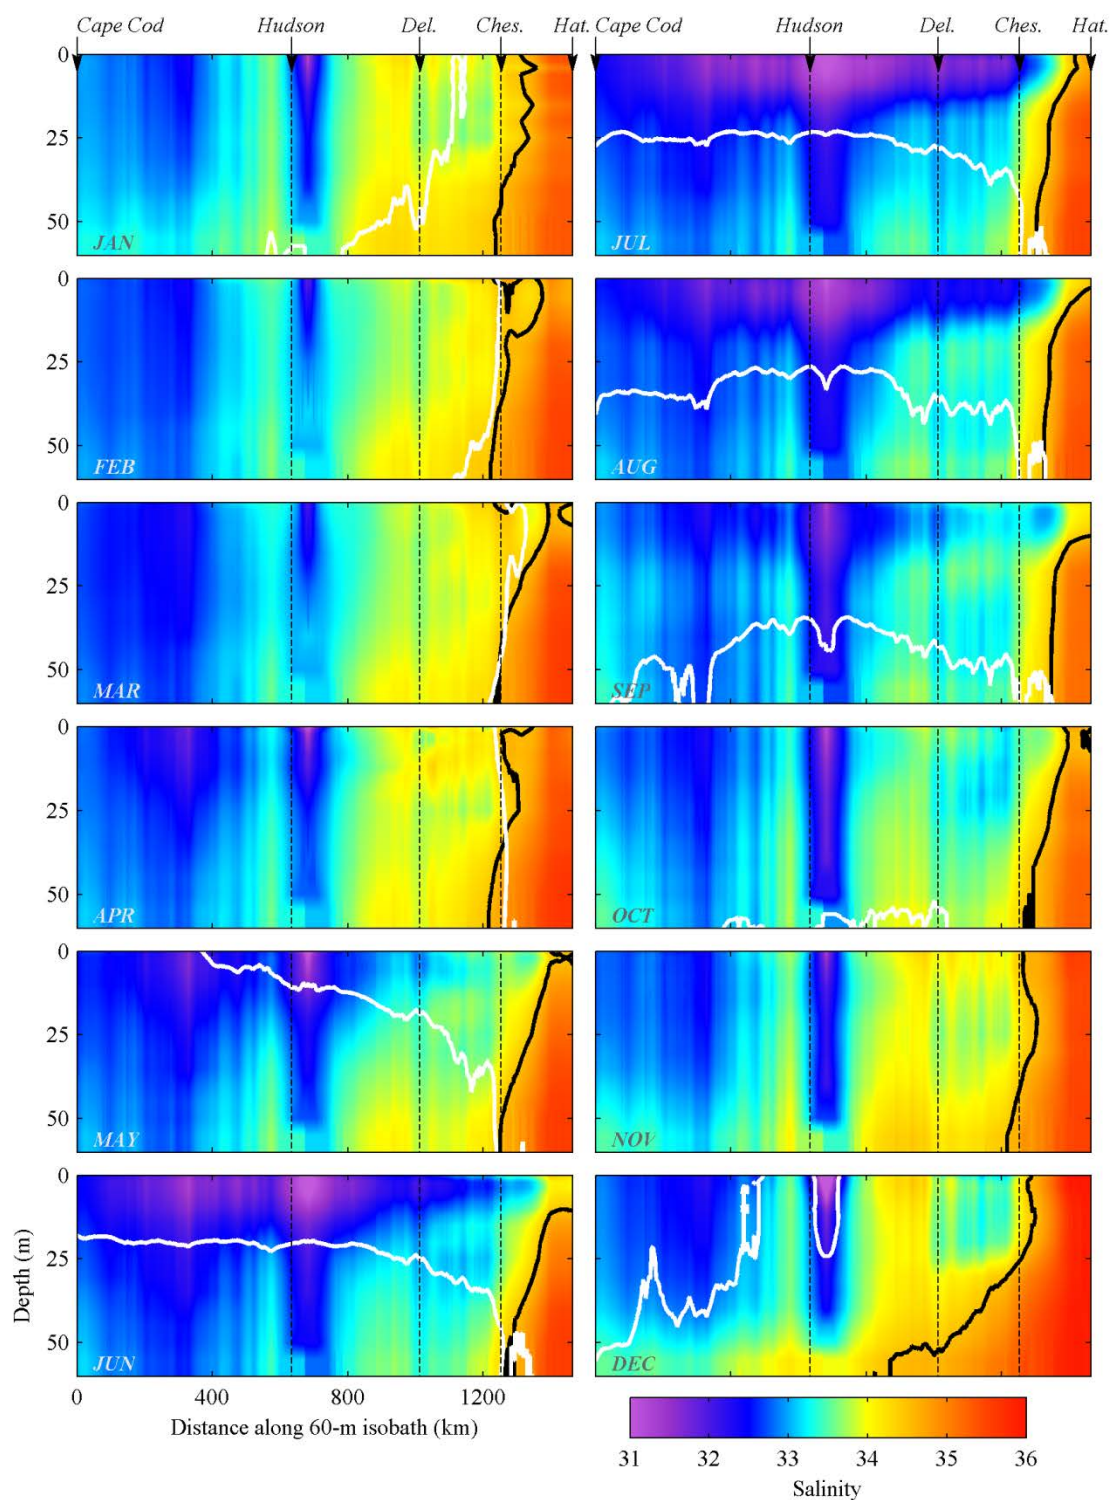 Cape Cod Hudson Del. Ches. Hat. Cape Cod Hudson Del. Ches. Hat.
0
25
50
JAN JUL
0
25
50
FEB AUG
0
25
50
MAR SEP
0
25
50
APR OCT
0
25
50
MAY NOV
0
25
50
JUN DEC
Depth (m)
0 400 800 1200
Distance along 60-m isobath (km)
31 32 33 34 35 36
Salinity